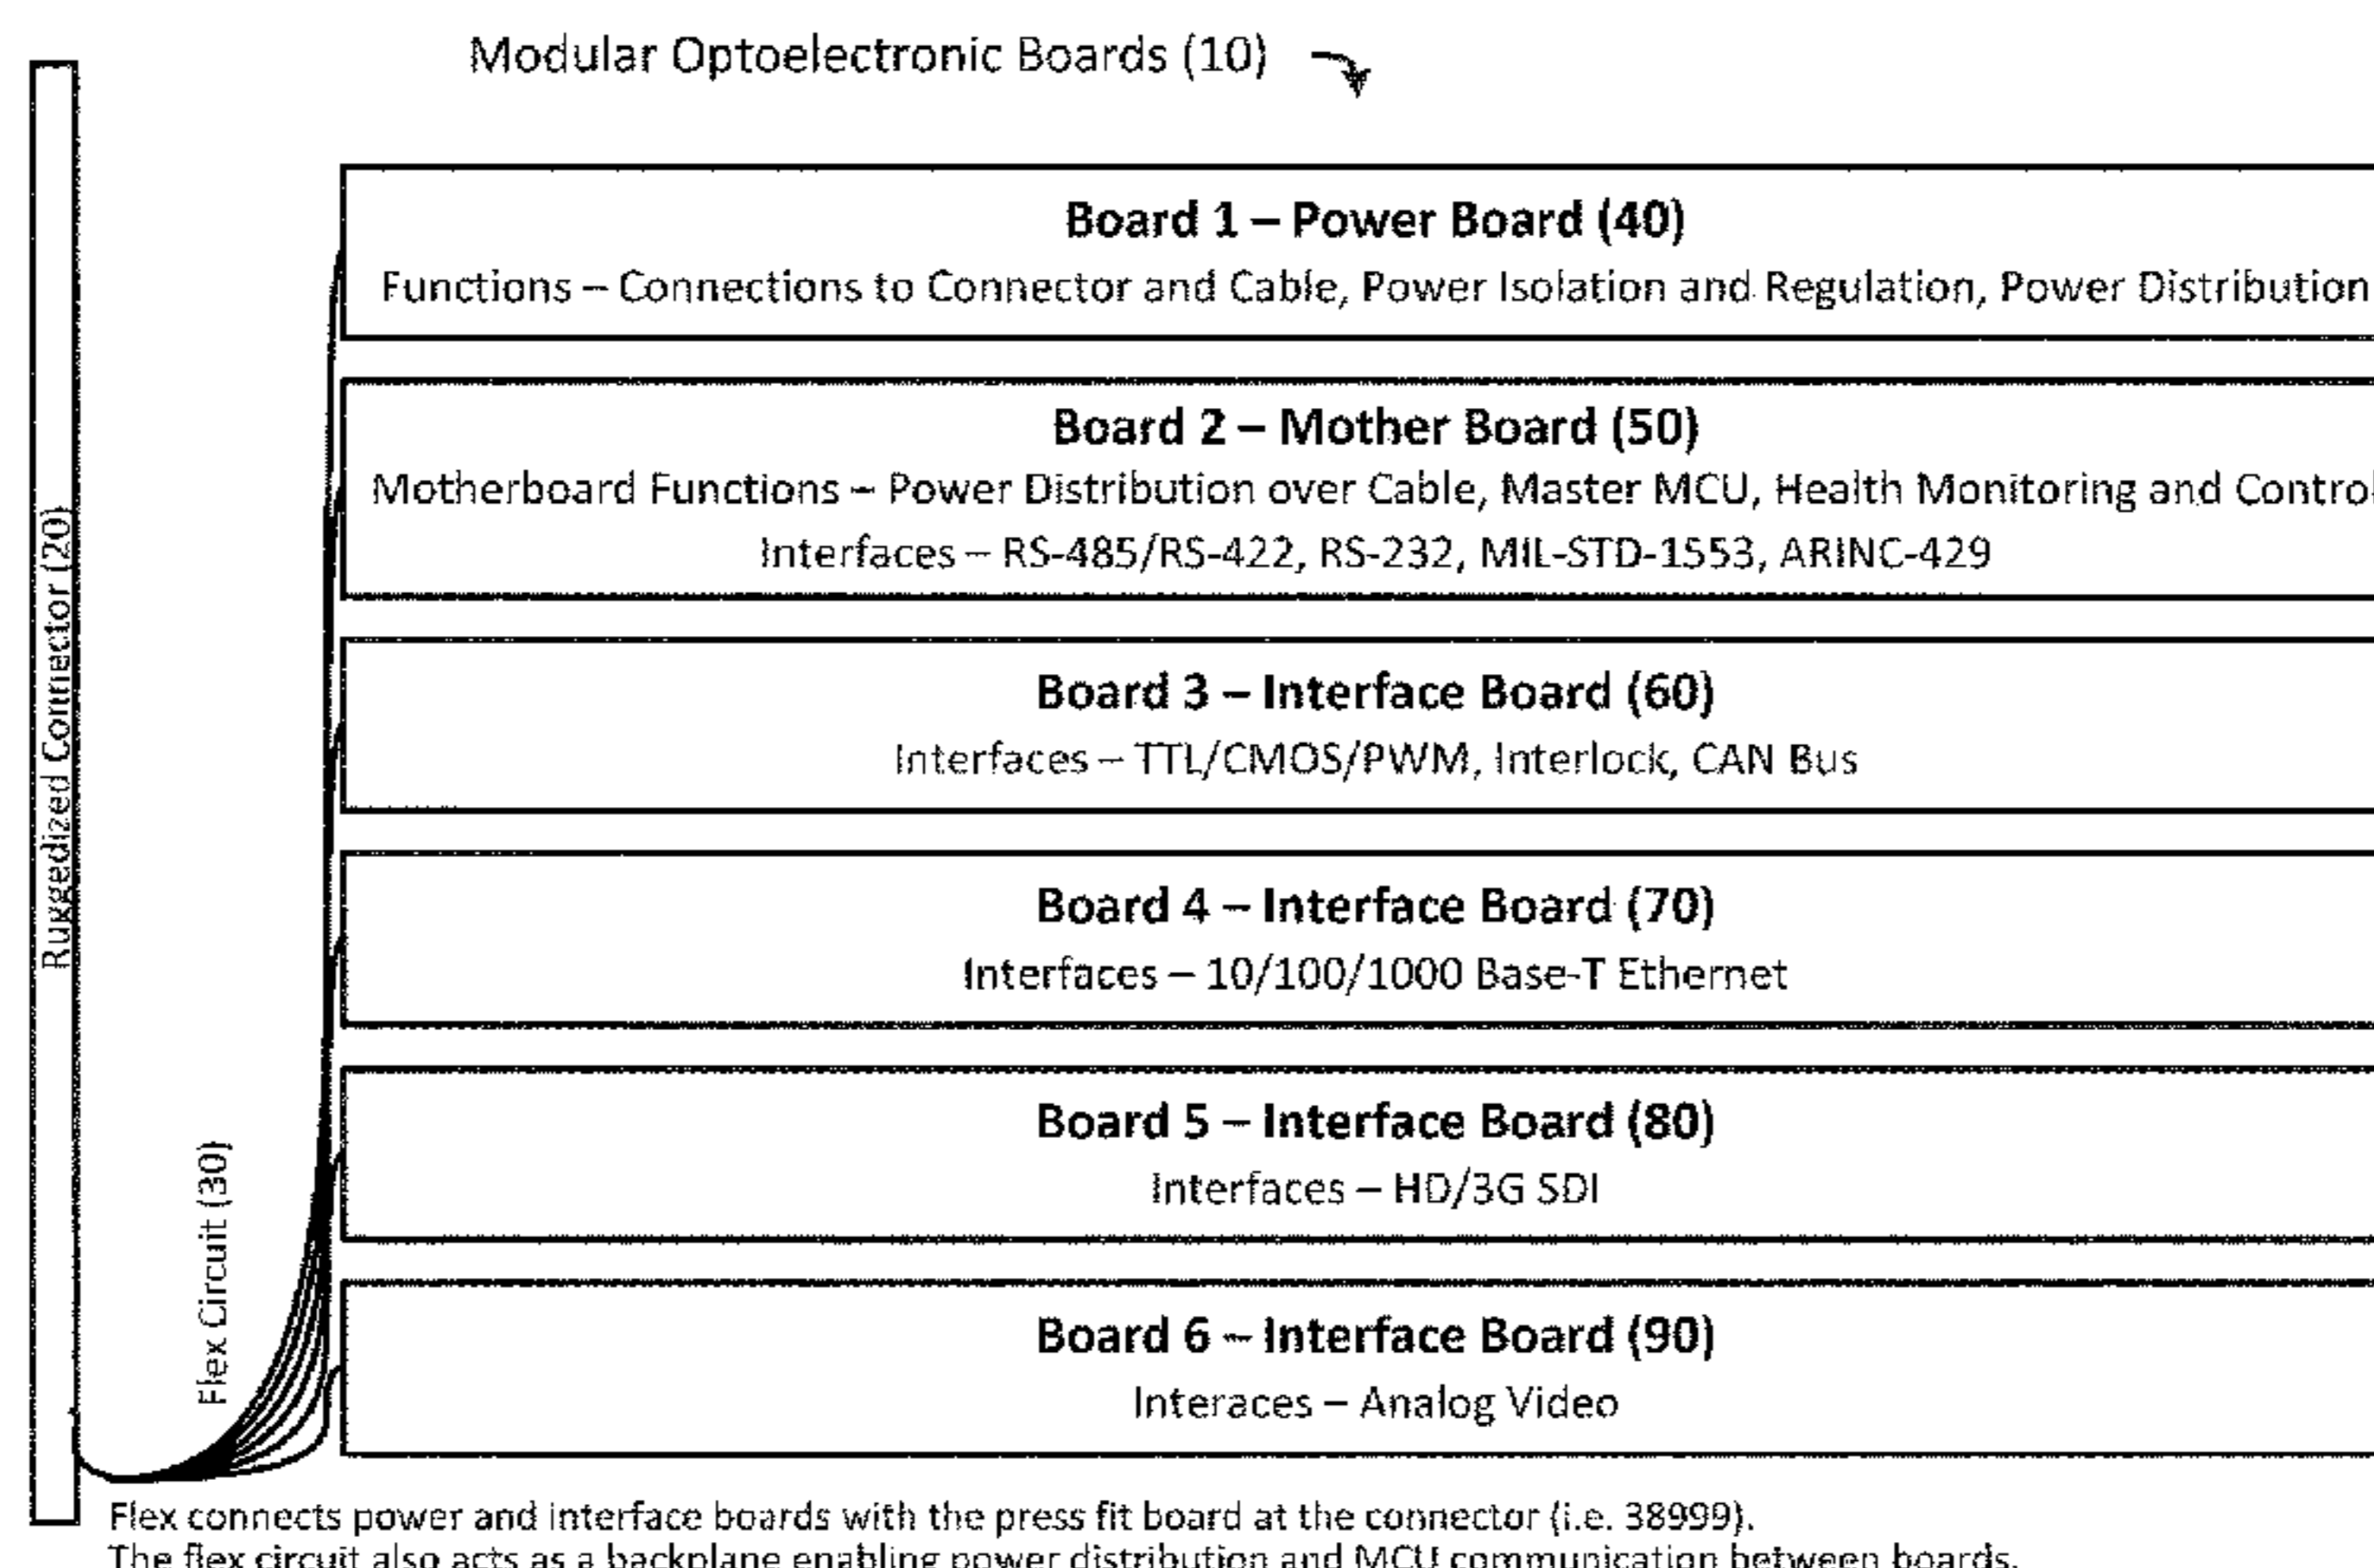 Modular Optoelectronic Boards (10)
Ruggedized Connector (20)
Flex Circuit (30)
Board 1 – Power Board (40)
Functions – Connections to Connector and Cable, Power Isolation and Regulation, Power Distribution
Board 2 – Mother Board (50)
Motherboard Functions – Power Distribution over Cable, Master MCU, Health Monitoring and Control
Interfaces – RS-485/RS-422, RS-232, MIL-STD-1553, ARINC-429
Board 3 – Interface Board (60)
Interfaces – TTL/CMOS/PWM, Interlock, CAN Bus
Board 4 – Interface Board (70)
Interfaces – 10/100/1000 Base-T Ethernet
Board 5 – Interface Board (80)
Interfaces – HD/3G SDI
Board 6 – Interface Board (90)
Interaces – Analog Video
Flex connects power and interface boards with the press fit board at the connector (i.e. 38999).
The flex circuit also acts as a backplane enabling power distribution and MCU communication between boards.